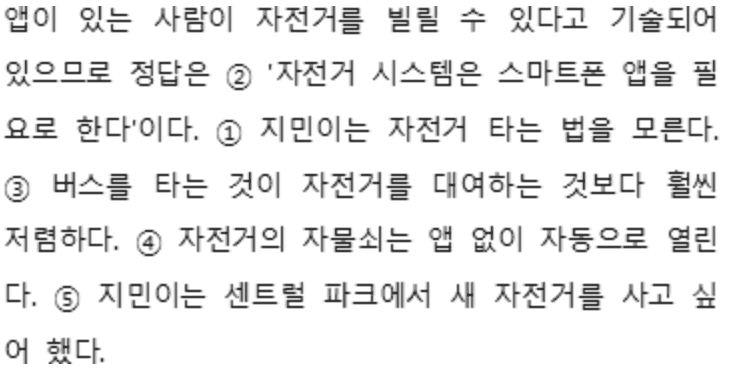 앱이 있는 사람이 자전거를 빌릴 수 있다고 기술되어
있으므로 정답은 ② '자전거 시스템은 스마트폰 앱을 필
요로 한다'이다. ① 지민이는 자전거 타는 법을 모른다.
③ 버스를 타는 것이 자전거를 대여하는 것보다 훨씬
저렴하다. ④ 자전거의 자물쇠는 앱 없이 자동으로 열린
다. ⑤ 지민이는 센트럴 파크에서 새 자전거를 사고 싶
어 했다.